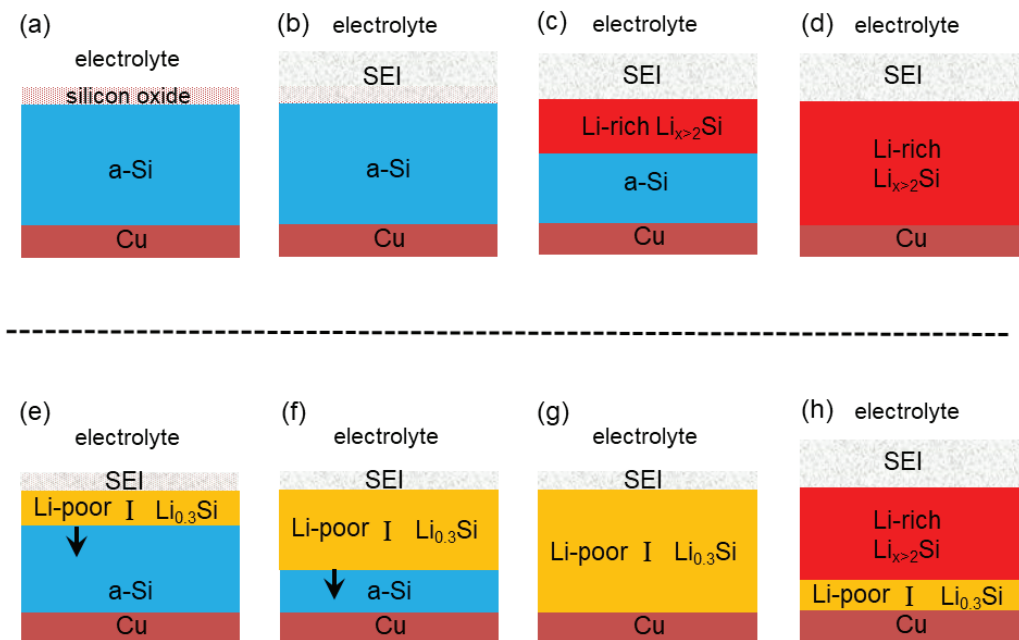 (a)
electrolyte
silicon oxide
a-Si
Cu
(b)
electrolyte
SEI
a-Si
Cu
(c)
electrolyte
SEI
Li-rich Liₓ>₂Si
a-Si
Cu
(d)
electrolyte
SEI
Li-rich
Liₓ>₂Si
Cu
(e)
electrolyte
SEI
Li-poor I Li₀.₃Si
a-Si
Cu
(f)
electrolyte
SEI
Li-poor I Li₀.₃Si
a-Si
Cu
(g)
electrolyte
SEI
Li-poor I Li₀.₃Si
Cu
(h)
electrolyte
SEI
Li-rich
Liₓ>₂Si
Li-poor I Li₀.₃Si
Cu